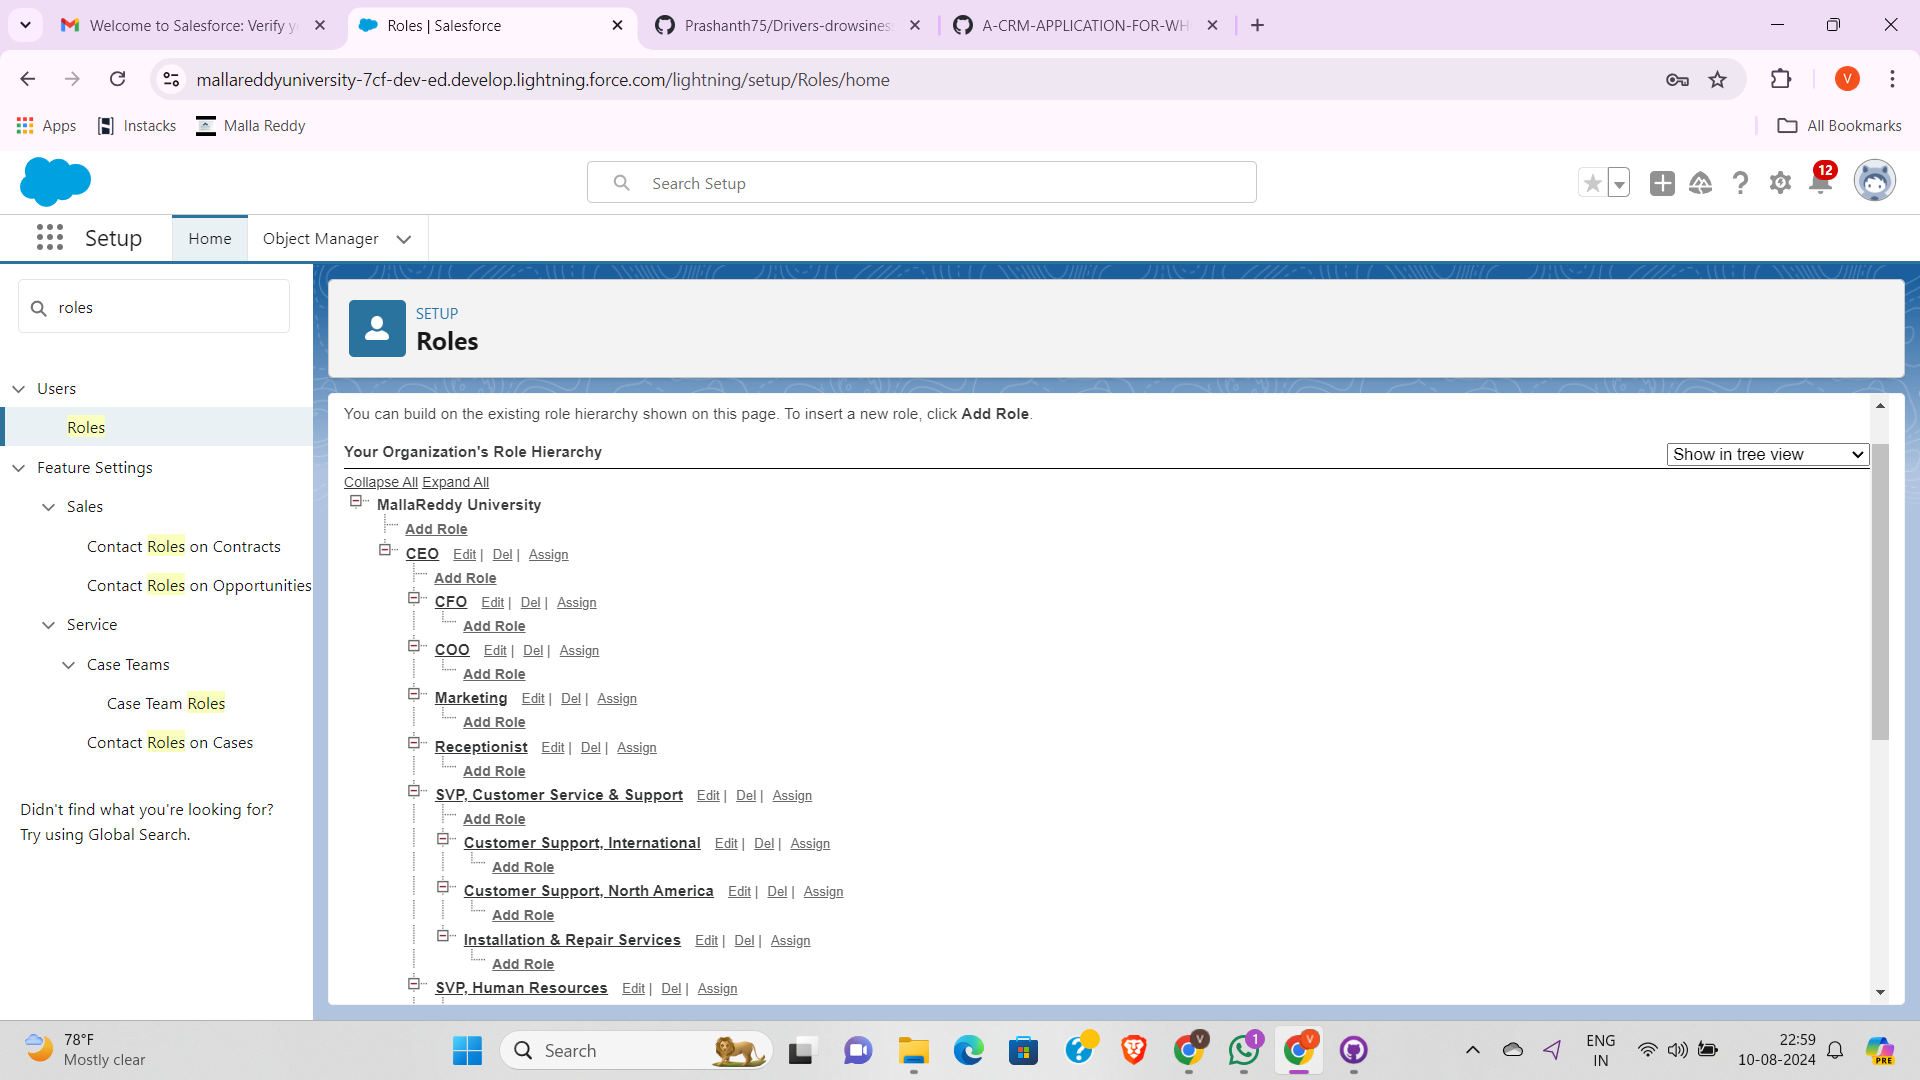 Welcome to Salesforce: Verify y
Roles | Salesforce
Prashanth75/Drivers-drowsines
A-CRM-APPLICATION-FOR-WH
mallareddyuniversity-7cf-dev-ed.develop.lightning.force.com/lightning/setup/Roles/home
V
Apps
Instacks
Malla Reddy
All Bookmarks
Search Setup
12
Setup
Home
Object Manager
roles
Users
Roles
Feature Settings
Sales
Contact Roles on Contracts
Contact Roles on Opportunities
Service
Case Teams
Case Team Roles
Contact Roles on Cases
Didn't find what you're looking for?
Try using Global Search.
SETUP
Roles
You can build on the existing role hierarchy shown on this page. To insert a new role, click Add Role.
Your Organization's Role Hierarchy
Show in tree view
Collapse All Expand All
MallaReddy University
Add Role
CEO Edit | Del | Assign
Add Role
CFO Edit | Del | Assign
Add Role
COO Edit | Del | Assign
Add Role
Marketing Edit | Del | Assign
Add Role
Receptionist Edit | Del | Assign
Add Role
SVP, Customer Service & Support Edit | Del | Assign
Add Role
Customer Support, International Edit | Del | Assign
Add Role
Customer Support, North America Edit | Del | Assign
Add Role
Installation & Repair Services Edit | Del | Assign
Add Role
SVP, Human Resources Edit | Del | Assign
78°F
Mostly clear
Search
V
1
V
ENG
IN
22:59
10-08-2024
PRE